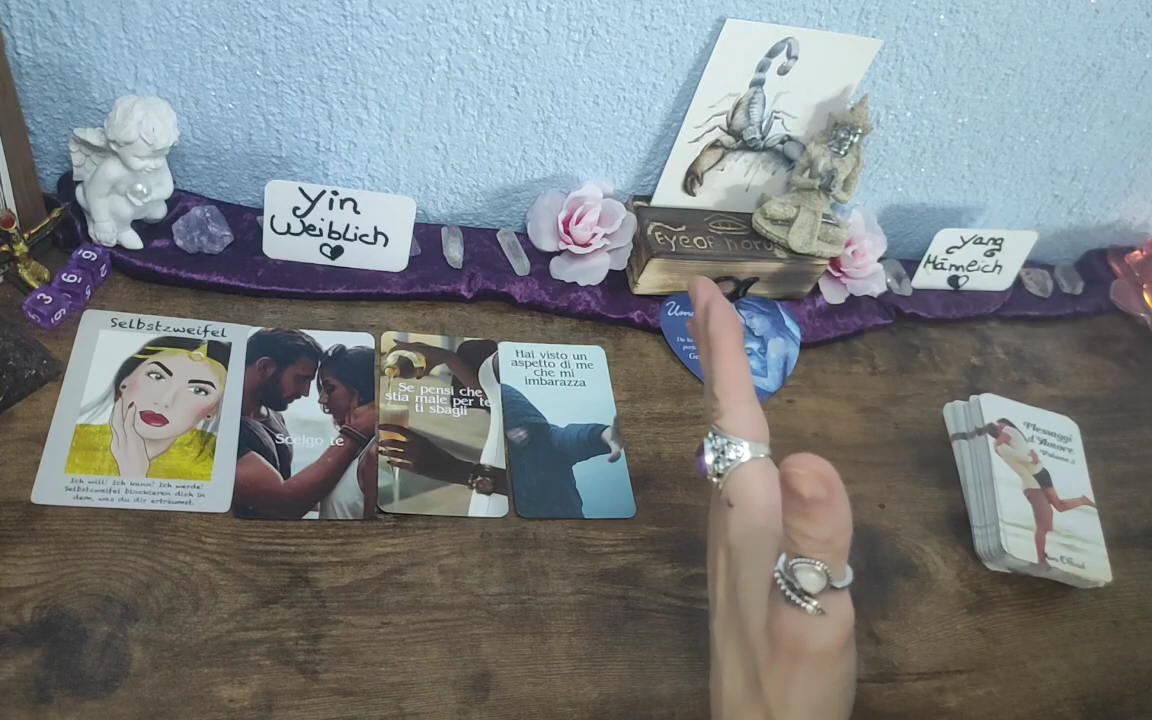 Yin
Weiblich
Eye of
Yang
Männleich
Selbstzweifel
Ich will! Ich kann! Ich werde!
Selbstzweifel blockieren dich in
dem, was du dir erträumst.
Scelgo te
Se pensi che
stia male per te
ti sbagli
Hai visto un
aspetto di me
che mi
imbarazza
Messaggi
d'Amore
Volume